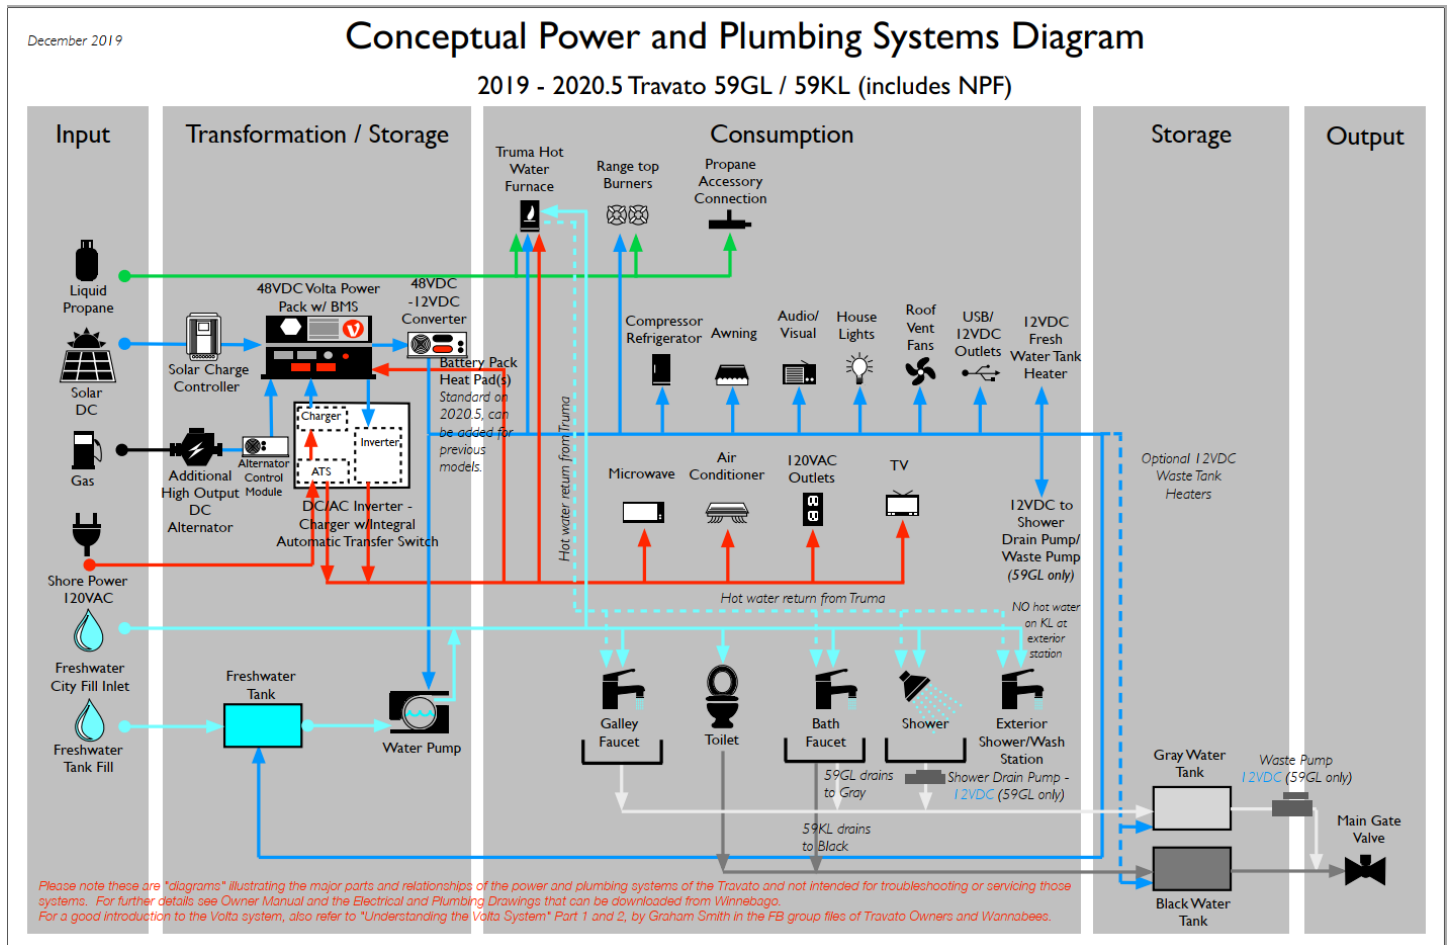 December 2019
Conceptual Power and Plumbing Systems Diagram
2019 - 2020.5 Travato 59GL / 59KL (includes NPF)
Input
Transformation / Storage
Consumption
Storage
Output
Truma Hot
Water
Furnace
Range top
Burners
Propane
Accessory
Connection
Liquid
Propane
48VDC Volta Power
Pack w/ BMS
48VDC
-12VDC
Converter
Solar Charge
Controller
Solar
DC
Battery Pack
Heat Pad(s)
Standard on
2020.5, can
be added for
previous
models.
Compressor
Refrigerator
Awning
Audio/
Visual
House
Lights
Roof
Vent
Fans
USB/
12VDC
Outlets
12VDC
Fresh
Water Tank
Heater
Charger
Inverter
ATS
Gas
Additional
High Output
DC
Alternator
Alternator
Control
Module
DC/AC Inverter -
Charger w/Integral
Automatic Transfer Switch
Hot water return from Truma
Microwave
Air
Conditioner
120VAC
Outlets
TV
12VDC to
Shower
Drain Pump/
Waste Pump
(59GL only)
Optional 12VDC
Waste Tank
Heaters
Shore Power
120VAC
Hot water return from Truma
NO hot water
on KL at
exterior
station
Freshwater
City Fill Inlet
Freshwater
Tank
Freshwater
Tank Fill
Water Pump
Galley
Faucet
Toilet
Bath
Faucet
Shower
Exterior
Shower/Wash
Station
59GL drains
to Gray
Shower Drain Pump -
12VDC (59GL only)
59KL drains
to Black
Gray Water
Tank
Waste Pump
12VDC (59GL only)
Main Gate
Valve
Black Water
Tank
Please note these are "diagrams" illustrating the major parts and relationships of the power and plumbing systems of the Travato and not intended for troubleshooting or servicing those
systems. For further details see Owner Manual and the Electrical and Plumbing Drawings that can be downloaded from Winnebago.
For a good introduction to the Volta system, also refer to "Understanding the Volta System" Part 1 and 2, by Graham Smith in the FB group files of Travato Owners and Wannabees.